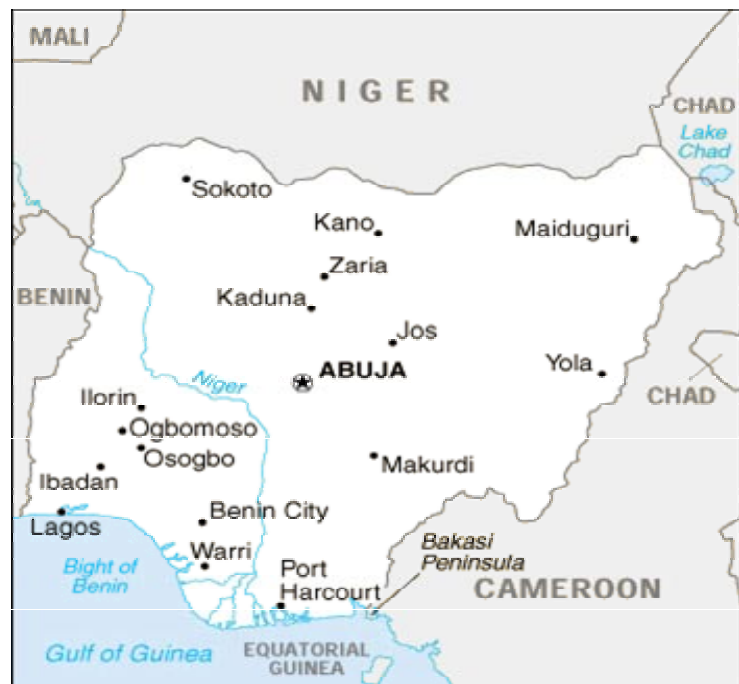 MALI
NIGER
CHAD
Lake
Chad
Sokoto
Kano
Maiduguri
Zaria
BENIN
Kaduna
Jos
Niger
ABUJA
Yola
CHAD
Ilorin
Ogbomoso
Osogbo
Makurdi
Ibadan
Benin City
Lagos
Warri
Bight of
Benin
Port
Harcourt
Bakasi
Peninsula
CAMEROON
Gulf of Guinea
EQUATORIAL
GUINEA